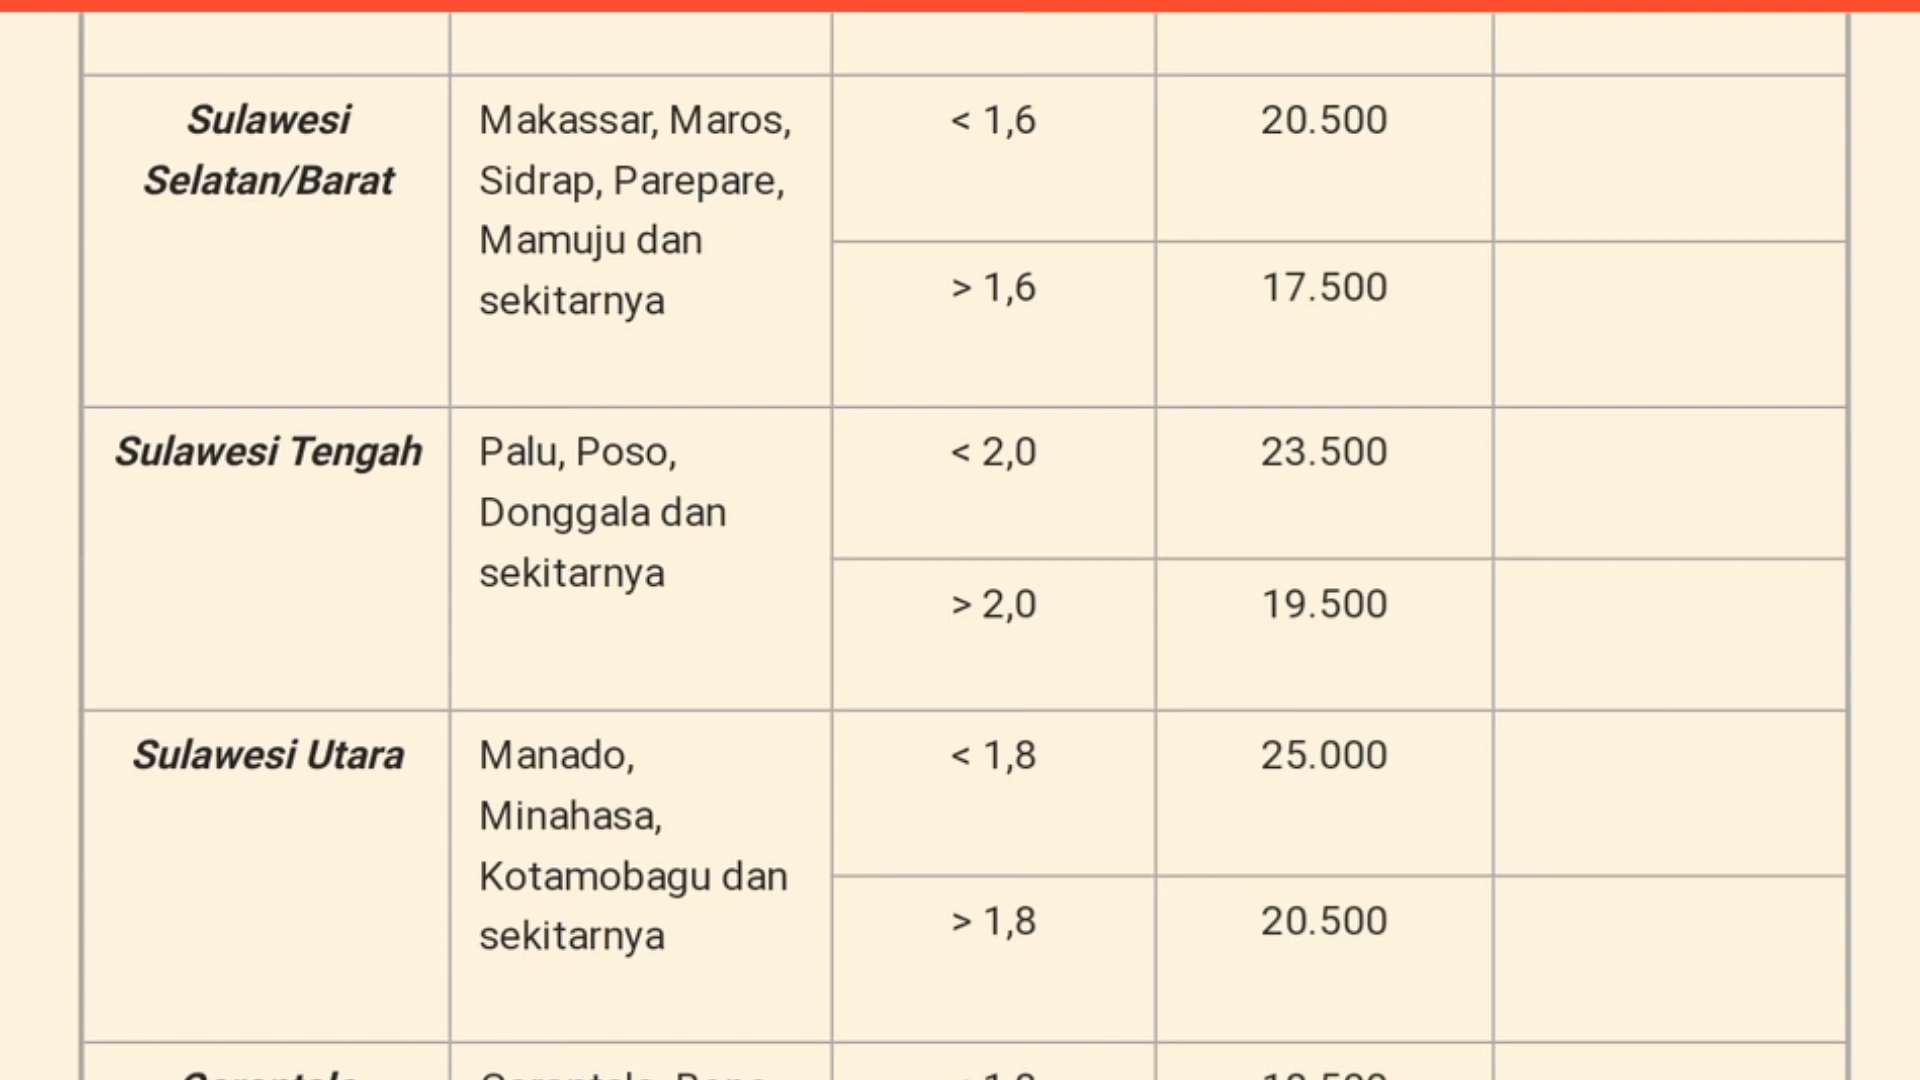 Sulawesi
Selatan/Barat
Makassar, Maros,
Sidrap, Parepare,
Mamuju dan
sekitarnya
< 1,6
20.500
> 1,6
17.500
Sulawesi Tengah
Palu, Poso,
Donggala dan
sekitarnya
< 2,0
23.500
> 2,0
19.500
Sulawesi Utara
Manado,
Minahasa,
Kotamobagu dan
sekitarnya
< 1,8
25.000
> 1,8
20.500